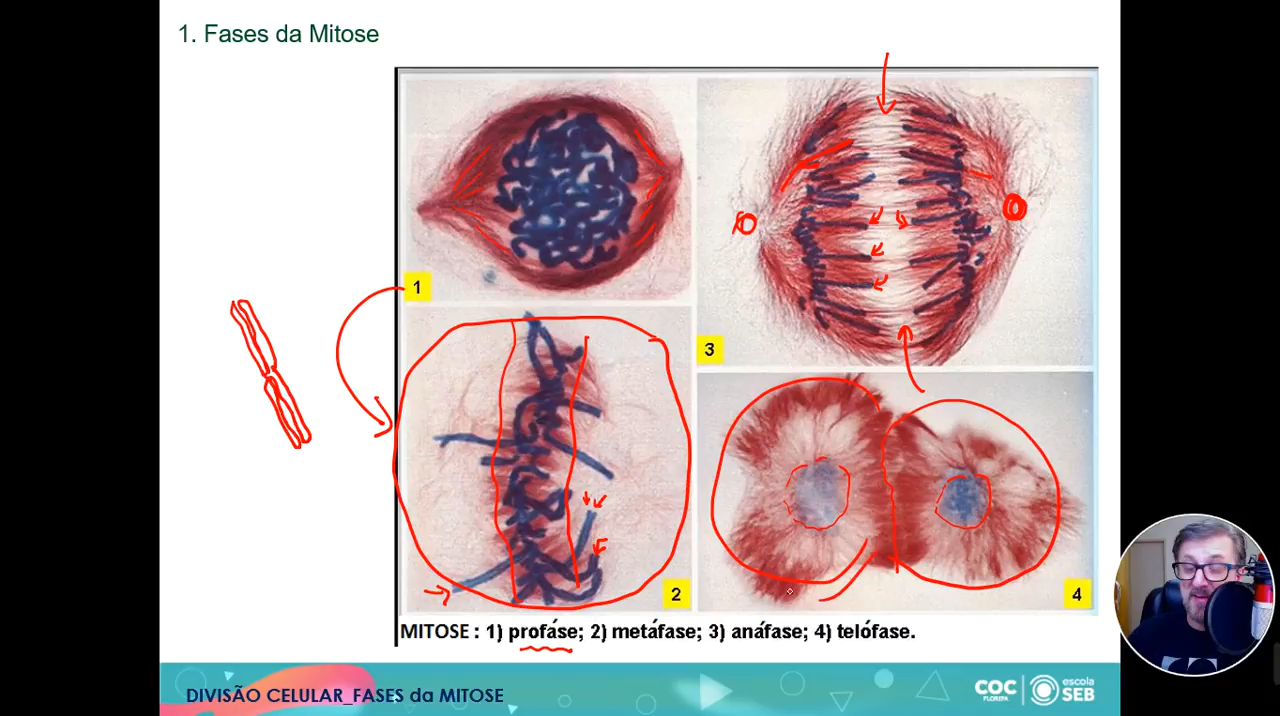 1. Fases da Mitose
1
3
2
4
MITOSE : 1) profáse; 2) metáfase; 3) anáfase; 4) telófase.
DIVISÃO CELULAR_FASES da MITOSE
COC
FLORIPA
escola
SEB